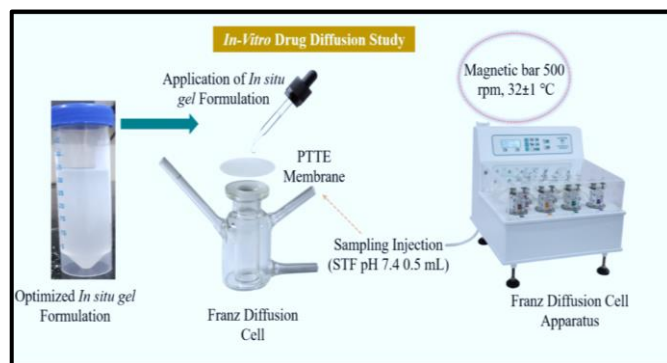 In-Vitro Drug Diffusion Study
Application of In situ
gel Formulation
Magnetic bar 500
rpm, 32±1 °C
PTTE
Membrane
Sampling Injection
(STF pH 7.4 0.5 mL)
Optimized In situ gel
Formulation
Franz Diffusion
Cell
Franz Diffusion Cell
Apparatus